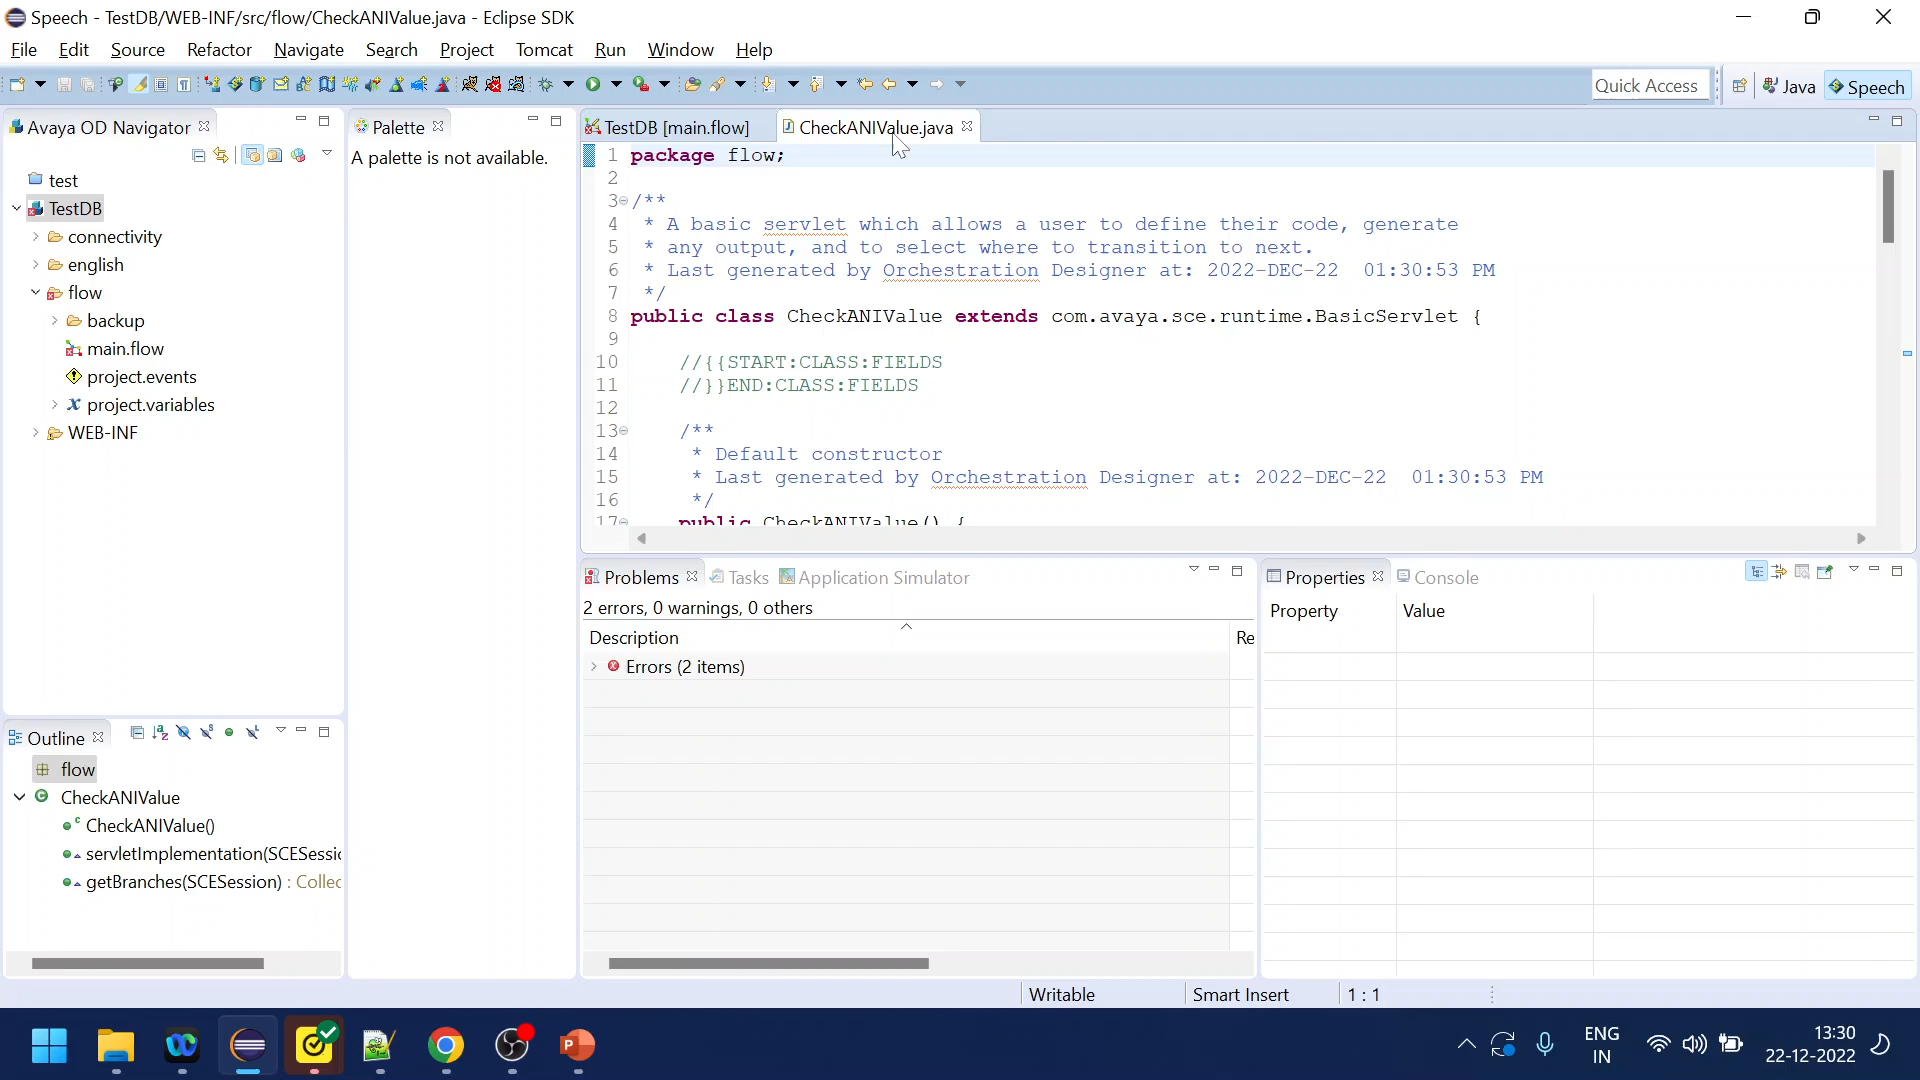 Speech - TestDB/WEB-INF/src/flow/CheckANIValue.java - Eclipse SDK
File Edit Source Refactor Navigate Search Project Tomcat Run Window Help
Quick Access
Java
Speech
Avaya OD Navigator
test
TestDB
connectivity
english
flow
backup
main.flow
project.events
project.variables
WEB-INF
Palette
A palette is not available.
TestDB [main.flow]
CheckANIValue.java
1 package flow;
2
3 /**
4 * A basic servlet which allows a user to define their code, generate
5 * any output, and to select where to transition to next.
6 * Last generated by Orchestration Designer at: 2022-DEC-22 01:30:53 PM
7 */
8 public class CheckANIValue extends com.avaya.sce.runtime.BasicServlet {
9
10 //{{START:CLASS:FIELDS
11 //}}END:CLASS:FIELDS
12
13 /**
14 * Default constructor
15 * Last generated by Orchestration Designer at: 2022-DEC-22 01:30:53 PM
16 */
17 public CheckANIValue() {
Outline
flow
CheckANIValue
CheckANIValue()
servletImplementation(SCESessi
getBranches(SCESession) : Collec
Problems Tasks Application Simulator
2 errors, 0 warnings, 0 others
Description Re
Errors (2 items)
Properties Console
Property Value
Writable Smart Insert 1 : 1
ENG
IN
13:30
22-12-2022